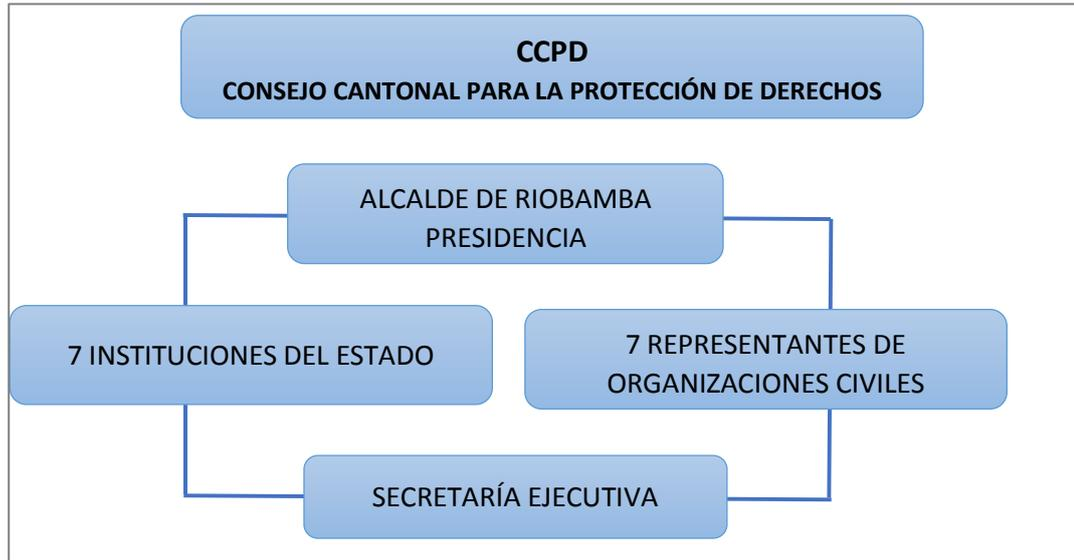 CCPD
CONSEJO CANTONAL PARA LA PROTECCIÓN DE DERECHOS
ALCALDE DE RIOBAMBA
PRESIDENCIA
7 INSTITUCIONES DEL ESTADO
7 REPRESENTANTES DE
ORGANIZACIONES CIVILES
SECRETARÍA EJECUTIVA